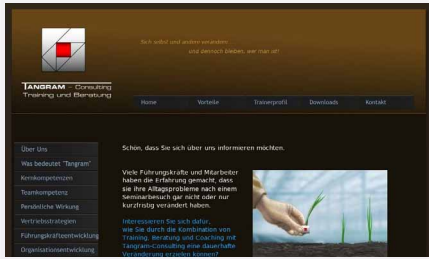 Sich selbst und andere verändern
und dennoch bleiben, wer man ist!
TANGRAM - Consulting
Training und Beratung
Home Vorteile Trainerprofil Downloads Kontakt
Über Uns
Was bedeutet "Tangram"
Kernkompetenzen
Teamkompetenz
Persönliche Wirkung
Vertriebsstrategien
Führungskräfteentwicklung
Organisationsentwicklung
Schön, dass Sie sich über uns informieren möchten.
Viele Führungskräfte und Mitarbeiter
haben die Erfahrung gemacht, dass
sie ihre Alltagsprobleme nach einem
Seminarbesuch gar nicht oder nur
kurzfristig verändert haben.
Interessieren Sie sich dafür,
wie Sie durch die Kombination von
Training, Beratung und Coaching mit
Tangram-Consulting eine dauerhafte
Veränderung erzielen können?